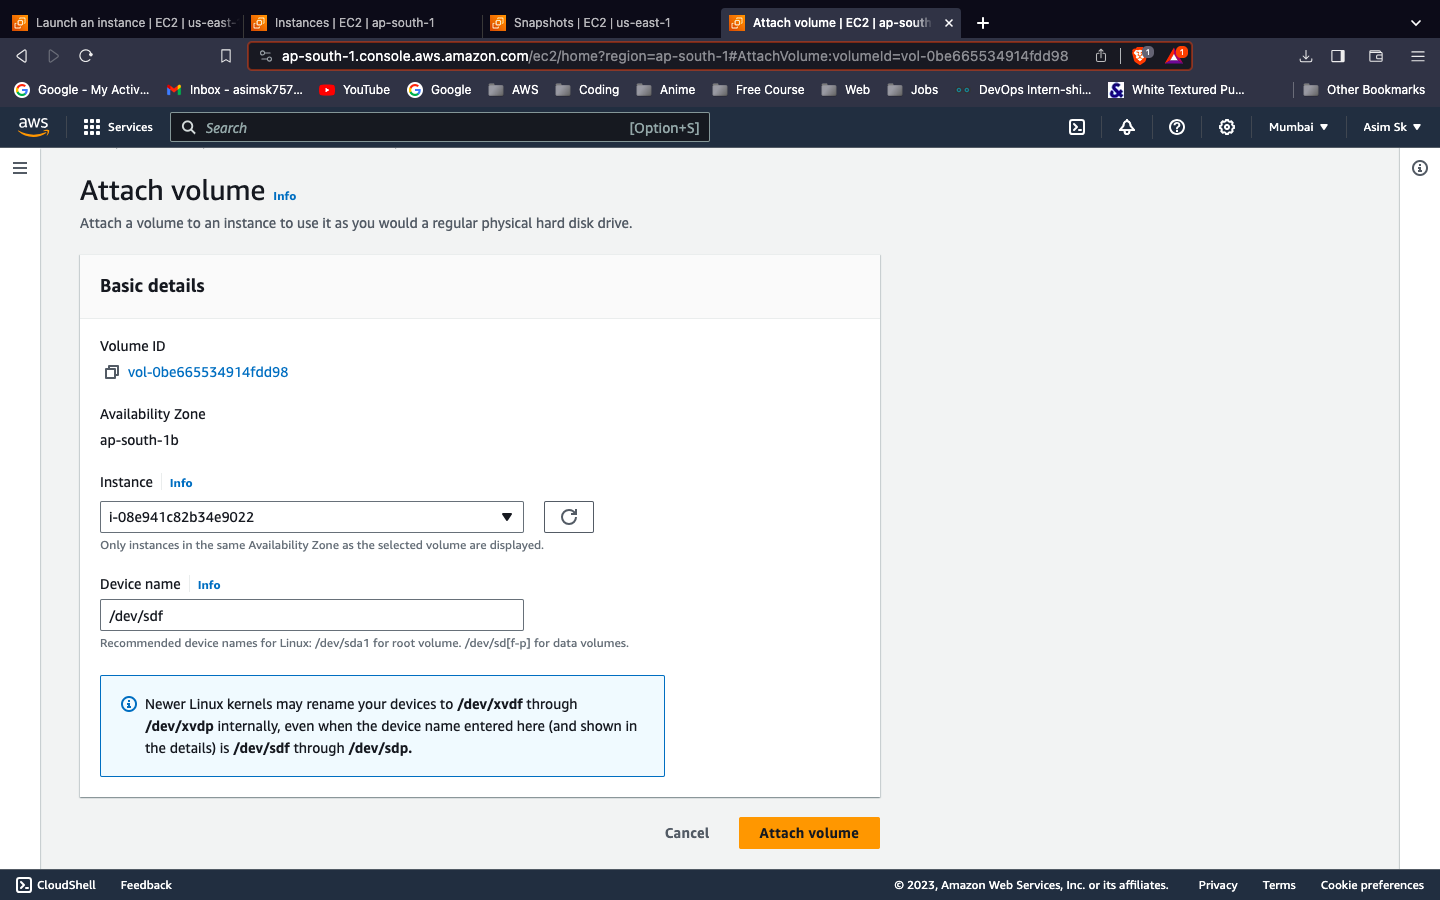 Launch an instance | EC2 | us-east-
Instances | EC2 | ap-south-1
Snapshots | EC2 | us-east-1
Attach volume | EC2 | ap-south
ap-south-1.console.aws.amazon.com/ec2/home?region=ap-south-1#AttachVolume:volumeId=vol-0be665534914fdd98
1
1
Google - My Activ...
Inbox - asimsk757...
YouTube
Google
AWS
Coding
Anime
Free Course
Web
Jobs
DevOps Intern-shi...
White Textured Pu...
Other Bookmarks
aws
Services
Search
[Option+S]
Mumbai
Asim Sk
Attach volume Info
Attach a volume to an instance to use it as you would a regular physical hard disk drive.
Basic details
Volume ID
vol-0be665534914fdd98
Availability Zone
ap-south-1b
Instance Info
i-08e941c82b34e9022
Only instances in the same Availability Zone as the selected volume are displayed.
Device name Info
/dev/sdf
Recommended device names for Linux: /dev/sda1 for root volume. /dev/sd[f-p] for data volumes.
Newer Linux kernels may rename your devices to /dev/xvdf through
/dev/xvdp internally, even when the device name entered here (and shown in
the details) is /dev/sdf through /dev/sdp.
Cancel
Attach volume
CloudShell
Feedback
© 2023, Amazon Web Services, Inc. or its affiliates.
Privacy
Terms
Cookie preferences